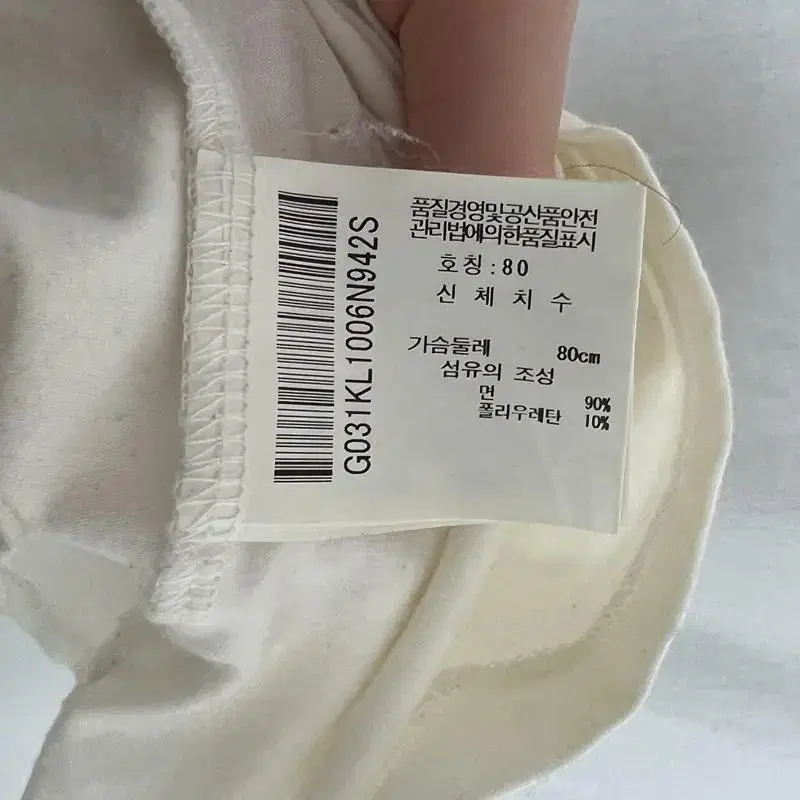 품질경영및공산품안전
관리법에의한품질표시
호칭:80
신 체 치 수
가슴둘레 80cm
섬유의 조성
면 90%
폴리우레탄 10%
G031KL1006N942S